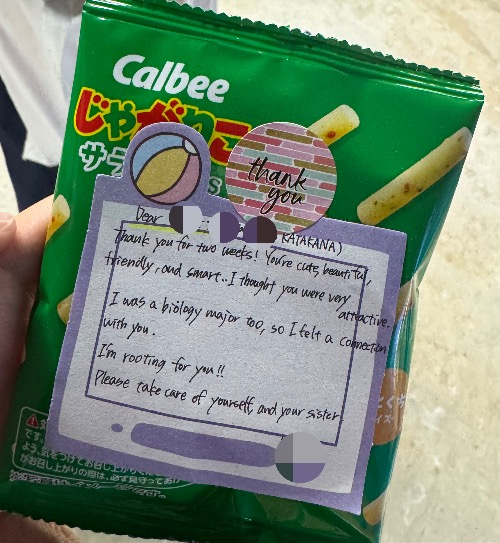 Calbee
じゃがりこ
サラ
thank
you
Dear
KATAKANA)
Thank you for two weeks! You're cute, beautiful,
friendly, and smart.. I thought you were very
attractive.
I was a biology major too, so I felt a connection
with you.
I'm rooting for you!!
Please take care of yourself, and your sister